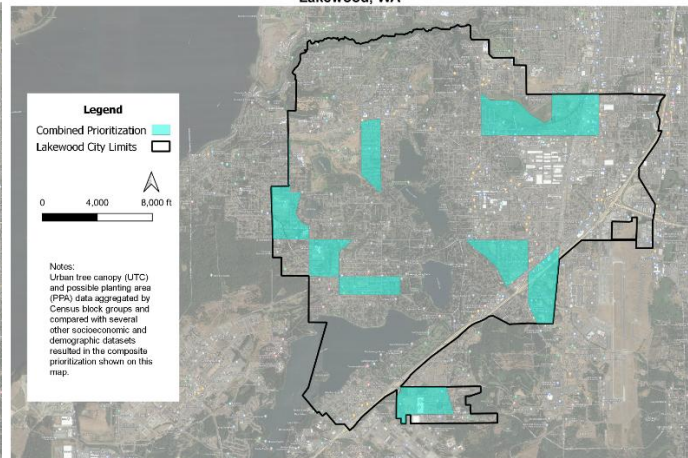 Lakewood, WA
Legend
Combined Prioritization
Lakewood City Limits
0 4,000 8,000 ft
Notes:
Urban tree canopy (UTC)
and possible planting area
(PPA) data aggregated by
Census block groups and
compared with several
other socioeconomic and
demographic datasets
resulted in the composite
prioritization shown on this
map.